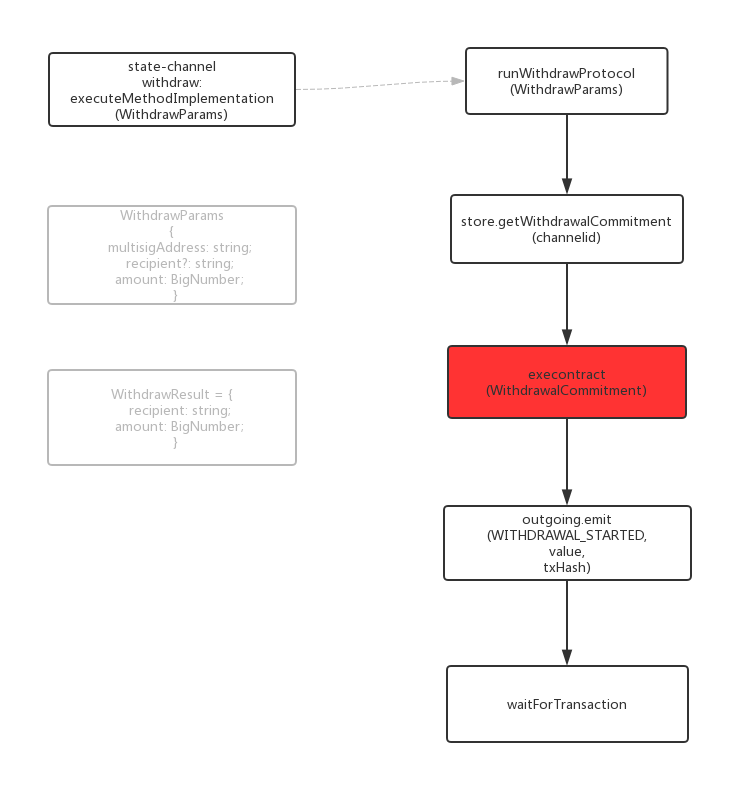 state-channel
withdraw:
executeMethodImplementation
(WithdrawParams)
runWithdrawProtocol
(WithdrawParams)
WithdrawParams
{
multisigAddress: string;
recipient?: string;
amount: BigNumber;
}
store.getWithdrawalCommitment
(channelid)
WithdrawResult = {
recipient: string;
amount: BigNumber;
}
execontract
(WithdrawalCommitment)
outgoing.emit
(WITHDRAWAL_STARTED,
value,
txHash)
waitForTransaction